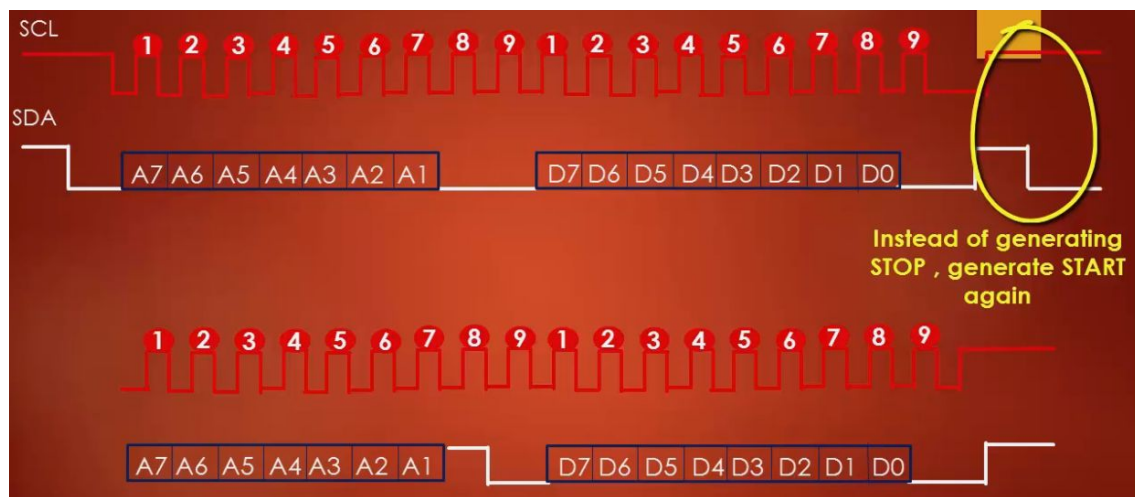 SCL
1 2 3 4 5 6 7 8 9 1 2 3 4 5 6 7 8 9
SDA
A7 A6 A5 A4 A3 A2 A1 D7 D6 D5 D4 D3 D2 D1 D0
Instead of generating
STOP , generate START
again
1 2 3 4 5 6 7 8 9 1 2 3 4 5 6 7 8 9
A7 A6 A5 A4 A3 A2 A1 D7 D6 D5 D4 D3 D2 D1 D0